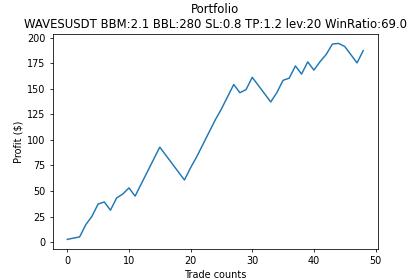 Portfolio
WAVESUSDT BBM:2.1 BBL:280 SL:0.8 TP:1.2 lev:20 WinRatio:69.0
200
175
150
125
100
75
50
25
0
Profit ($)
0 10 20 30 40 50
Trade counts